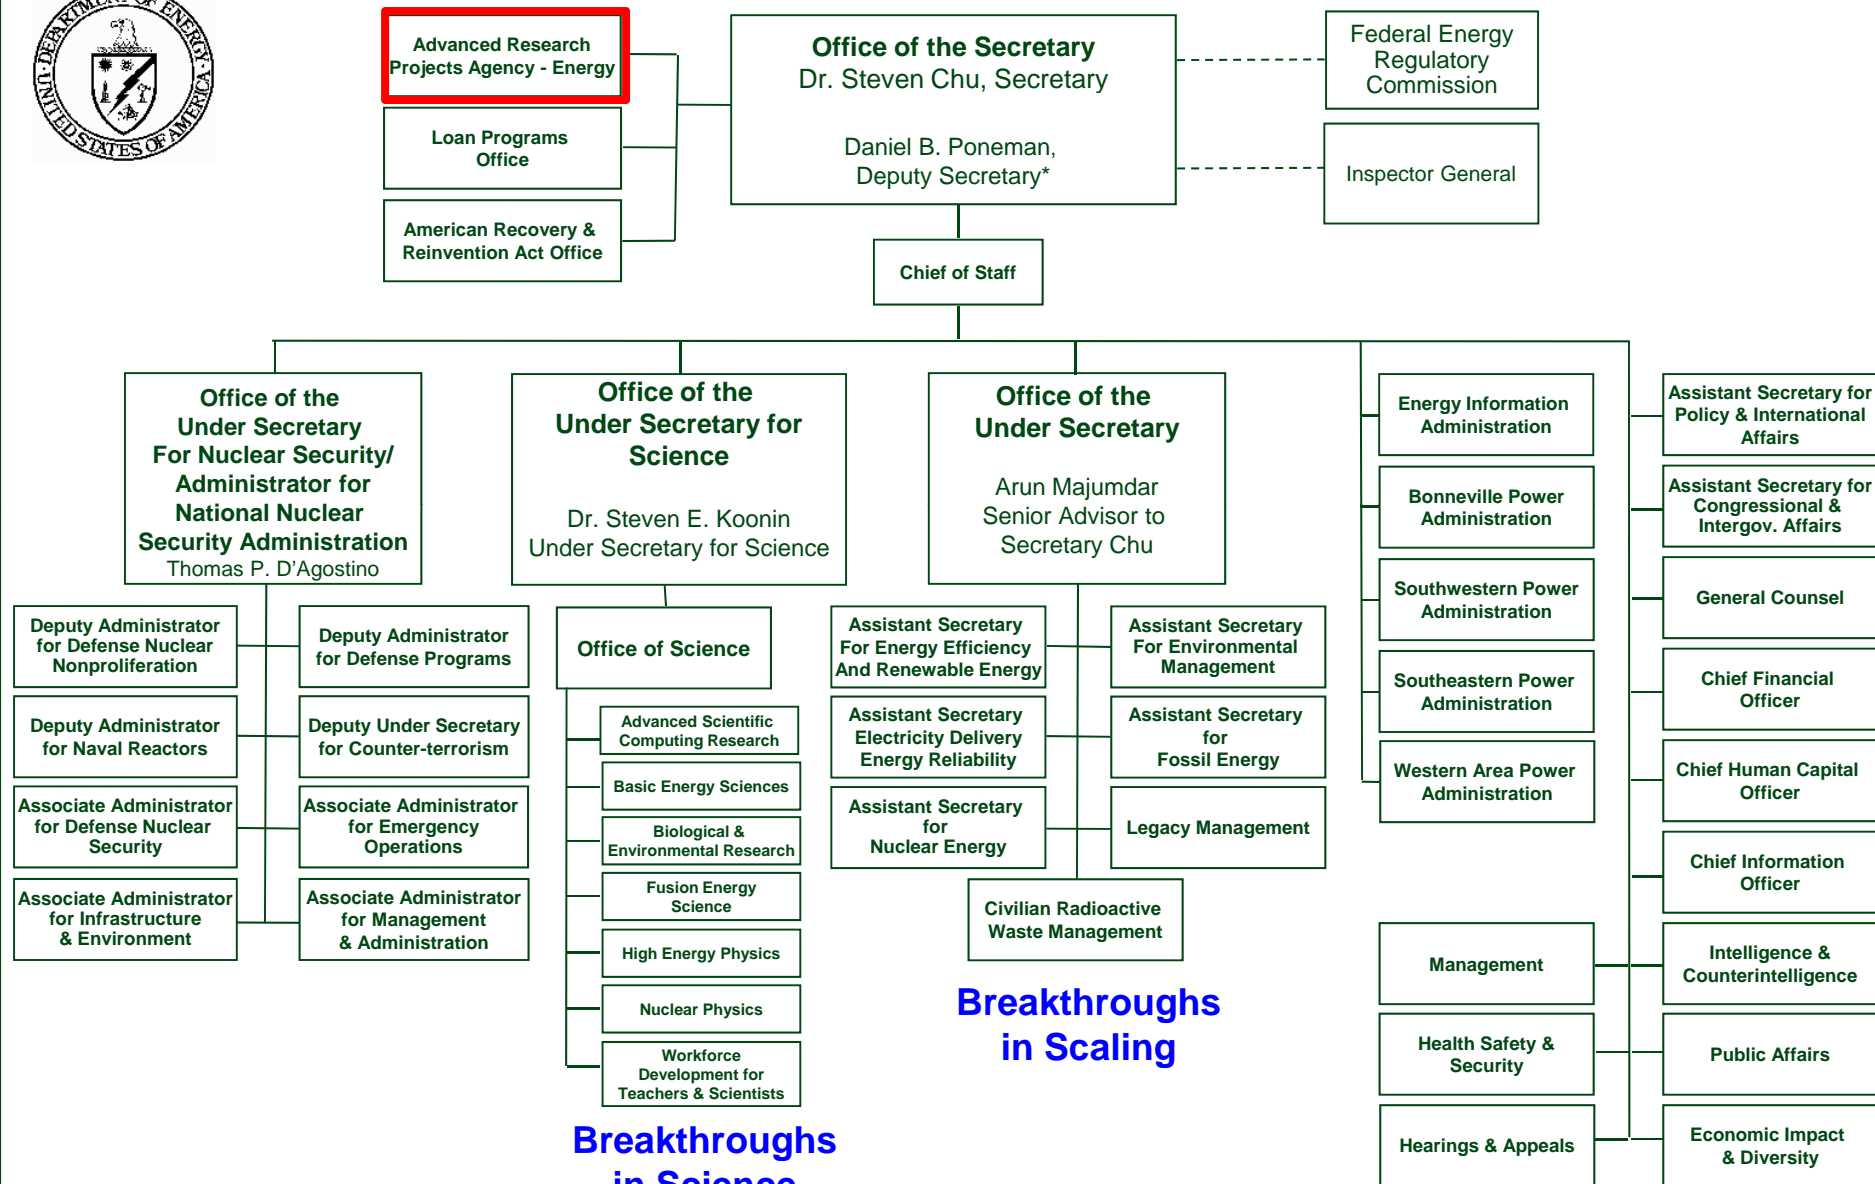 DEPARTMENT OF ENERGY
UNITED STATES OF AMERICA
Advanced Research
Projects Agency - Energy
Loan Programs
Office
American Recovery &
Reinvention Act Office
Office of the Secretary
Dr. Steven Chu, Secretary
Daniel B. Poneman,
Deputy Secretary*
Federal Energy
Regulatory
Commission
Inspector General
Chief of Staff
Office of the
Under Secretary
For Nuclear Security/
Administrator for
National Nuclear
Security Administration
Thomas P. D'Agostino
Deputy Administrator
for Defense Nuclear
Nonproliferation
Deputy Administrator
for Defense Programs
Deputy Administrator
for Naval Reactors
Deputy Under Secretary
for Counter-terrorism
Associate Administrator
for Defense Nuclear
Security
Associate Administrator
for Emergency
Operations
Associate Administrator
for Infrastructure
& Environment
Associate Administrator
for Management
& Administration
Office of the
Under Secretary for
Science
Dr. Steven E. Koonin
Under Secretary for Science
Office of Science
Advanced Scientific
Computing Research
Basic Energy Sciences
Biological &
Environmental Research
Fusion Energy
Science
High Energy Physics
Nuclear Physics
Workforce
Development for
Teachers & Scientists
Breakthroughs
in Science
Office of the
Under Secretary
Arun Majumdar
Senior Advisor to
Secretary Chu
Assistant Secretary
For Energy Efficiency
And Renewable Energy
Assistant Secretary
For Environmental
Management
Assistant Secretary
Electricity Delivery
Energy Reliability
Assistant Secretary
for
Fossil Energy
Assistant Secretary
for
Nuclear Energy
Legacy Management
Civilian Radioactive
Waste Management
Breakthroughs
in Scaling
Energy Information
Administration
Bonneville Power
Administration
Southwestern Power
Administration
Southeastern Power
Administration
Western Area Power
Administration
Management
Health Safety &
Security
Hearings & Appeals
Assistant Secretary for
Policy & International
Affairs
Assistant Secretary for
Congressional &
Intergov. Affairs
General Counsel
Chief Financial
Officer
Chief Human Capital
Officer
Chief Information
Officer
Intelligence &
Counterintelligence
Public Affairs
Economic Impact
& Diversity